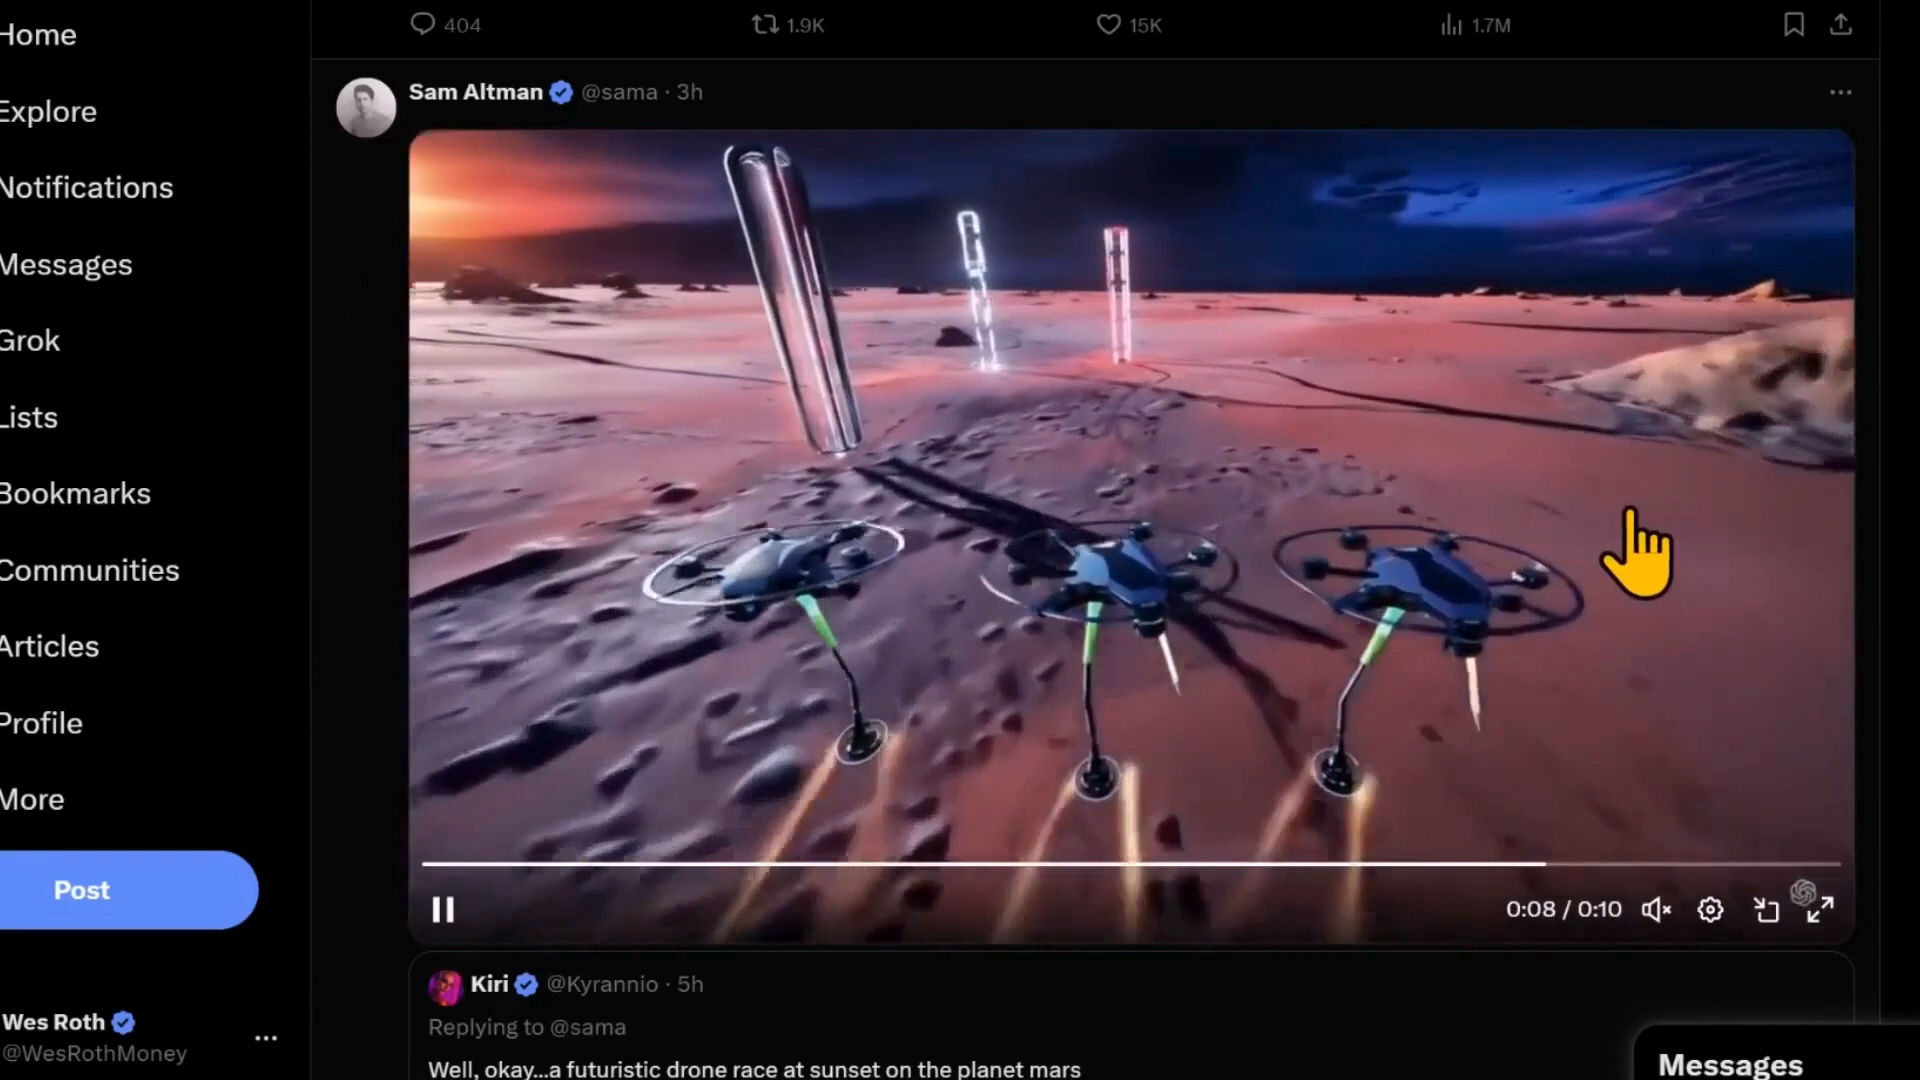 Home
Explore
Notifications
Messages
Grok
Lists
Bookmarks
Communities
Articles
Profile
More
Post
Wes Roth
@WesRothMoney
404 1.9K 15K 1.7M
Sam Altman @sama · 3h
0:08 / 0:10
Kiri @Kyrannio · 5h
Replying to @sama
Well, okay...a futuristic drone race at sunset on the planet mars
Messages